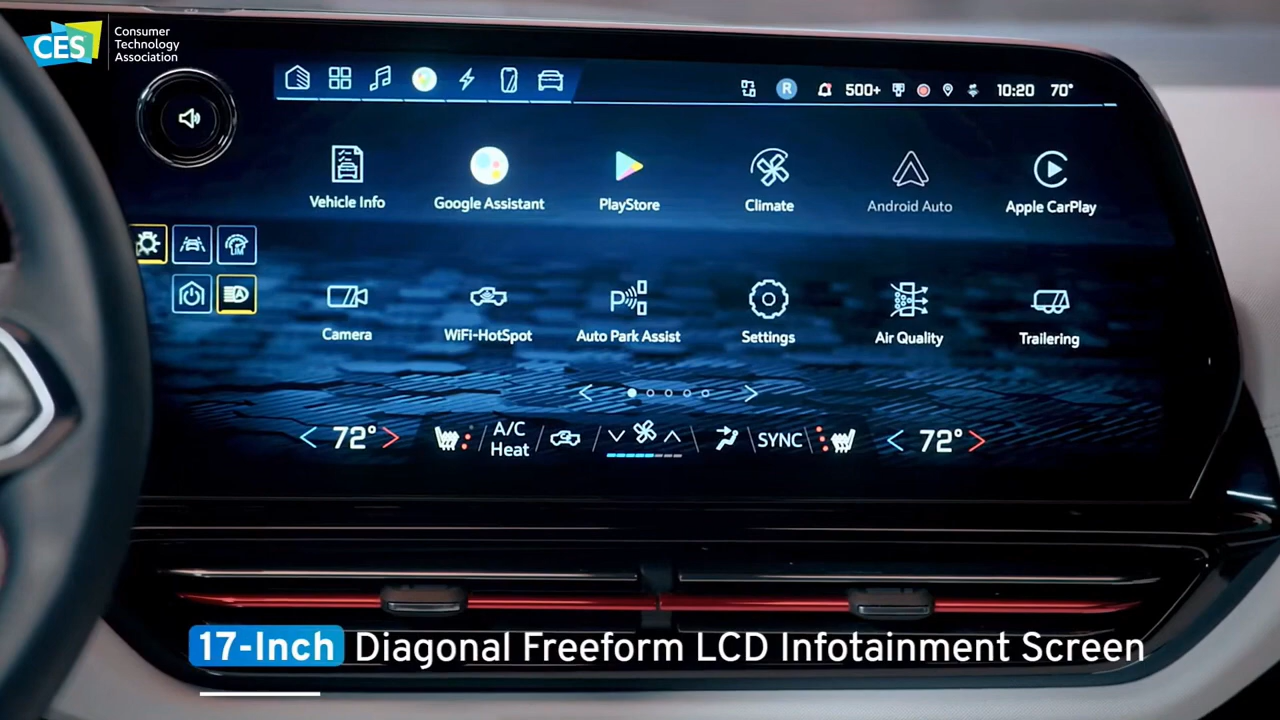 CES
Consumer
Technology
Association
R
500+
10:20
70°
Vehicle Info
Google Assistant
PlayStore
Climate
Android Auto
Apple CarPlay
A
Camera
WiFi-HotSpot
P
Auto Park Assist
Settings
Air Quality
Trailering
< 72° >
A/C
Heat
SYNC
< 72° >
17-Inch Diagonal Freeform LCD Infotainment Screen